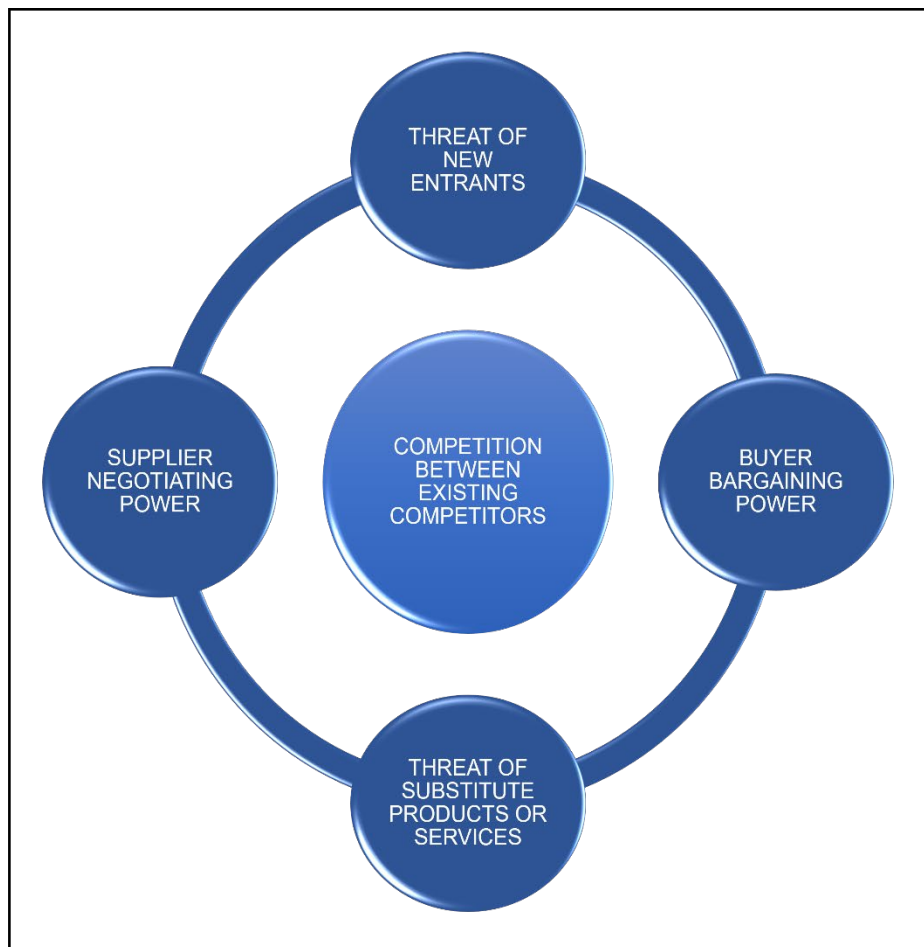 THREAT OF
NEW
ENTRANTS
SUPPLIER
NEGOTIATING
POWER
COMPETITION
BETWEEN
EXISTING
COMPETITORS
BUYER
BARGAINING
POWER
THREAT OF
SUBSTITUTE
PRODUCTS OR
SERVICES